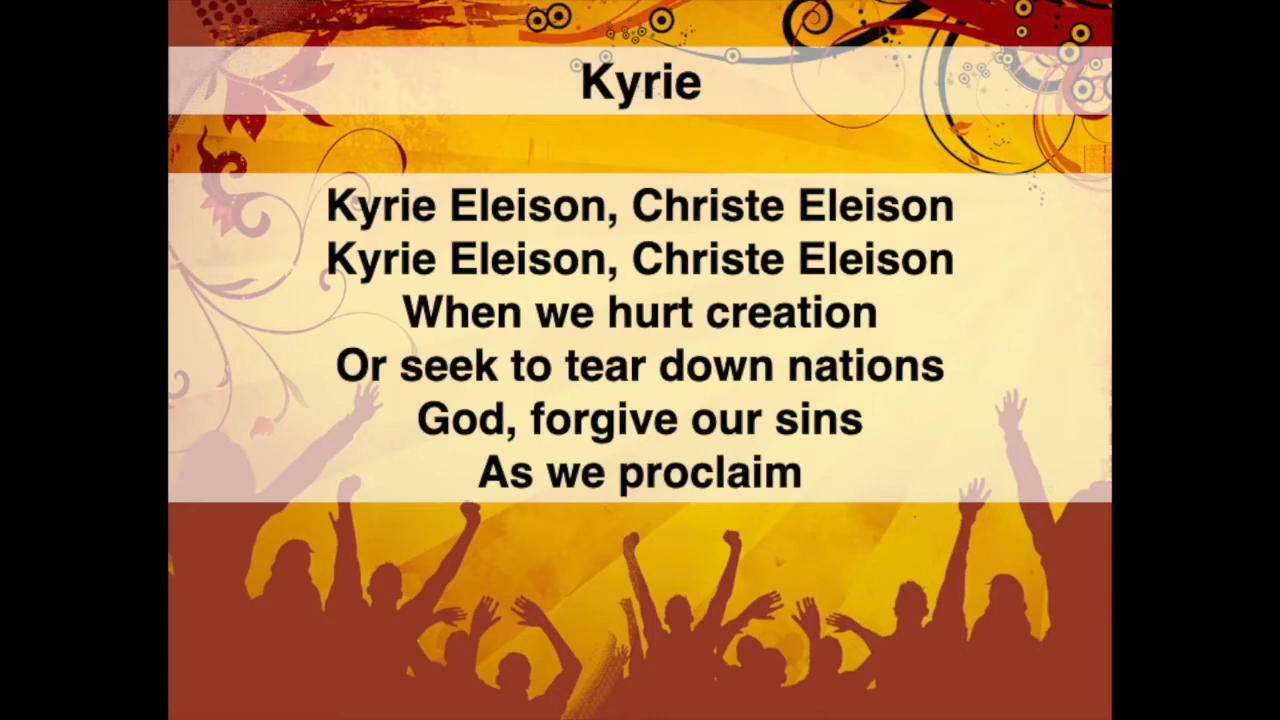 Kyrie
Kyrie Eleison, Christe Eleison
Kyrie Eleison, Christe Eleison
When we hurt creation
Or seek to tear down nations
God, forgive our sins
As we proclaim